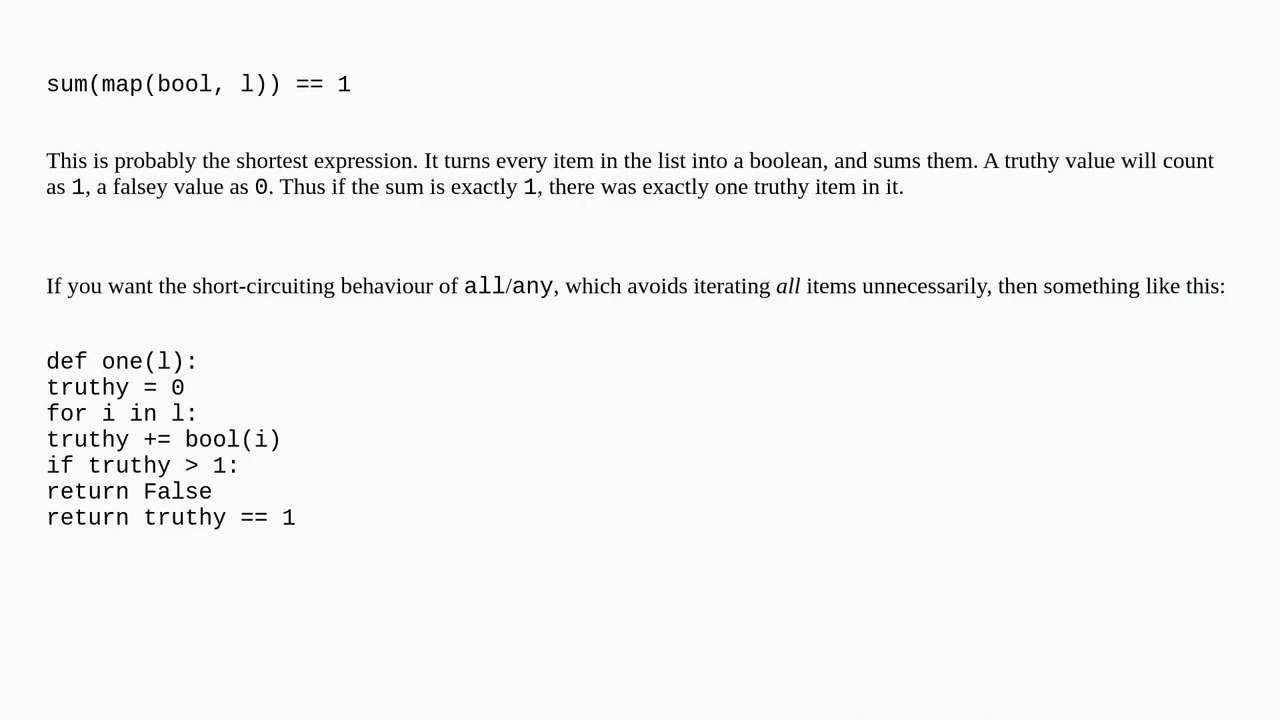 sum(map(bool, l)) == 1
This is probably the shortest expression. It turns every item in the list into a boolean, and sums them. A truthy value will count
as 1, a falsey value as 0. Thus if the sum is exactly 1, there was exactly one truthy item in it.
If you want the short-circuiting behaviour of all/any, which avoids iterating all items unnecessarily, then something like this:
def one(l):
truthy = 0
for i in l:
truthy += bool(i)
if truthy > 1:
return False
return truthy == 1